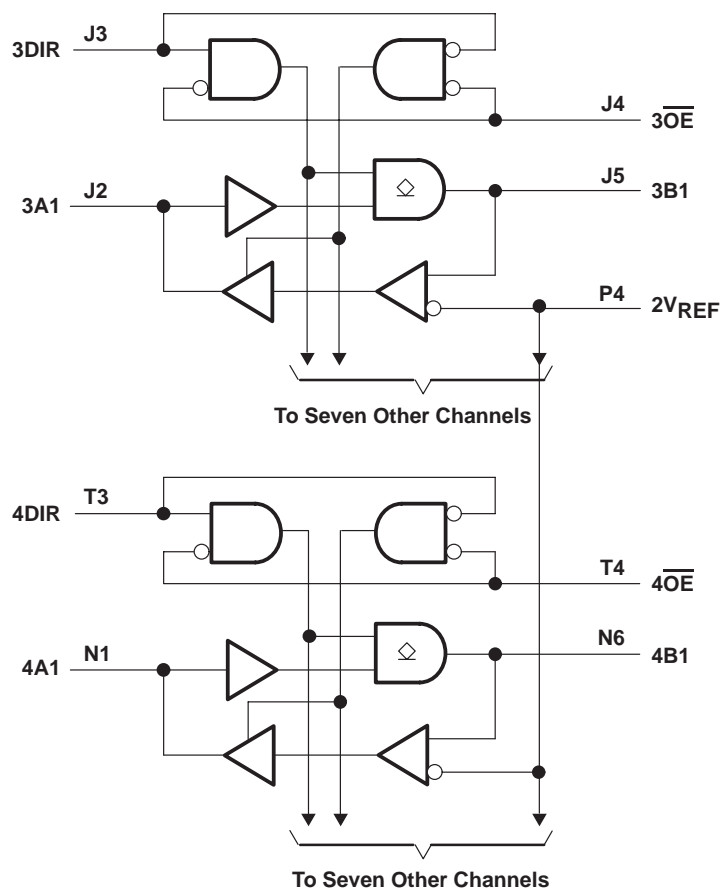 3DIR J3
J4 3OE
J5 3B1
3A1 J2
P4 2VREF
To Seven Other Channels
4DIR T3
T4 4OE
N6 4B1
4A1 N1
To Seven Other Channels